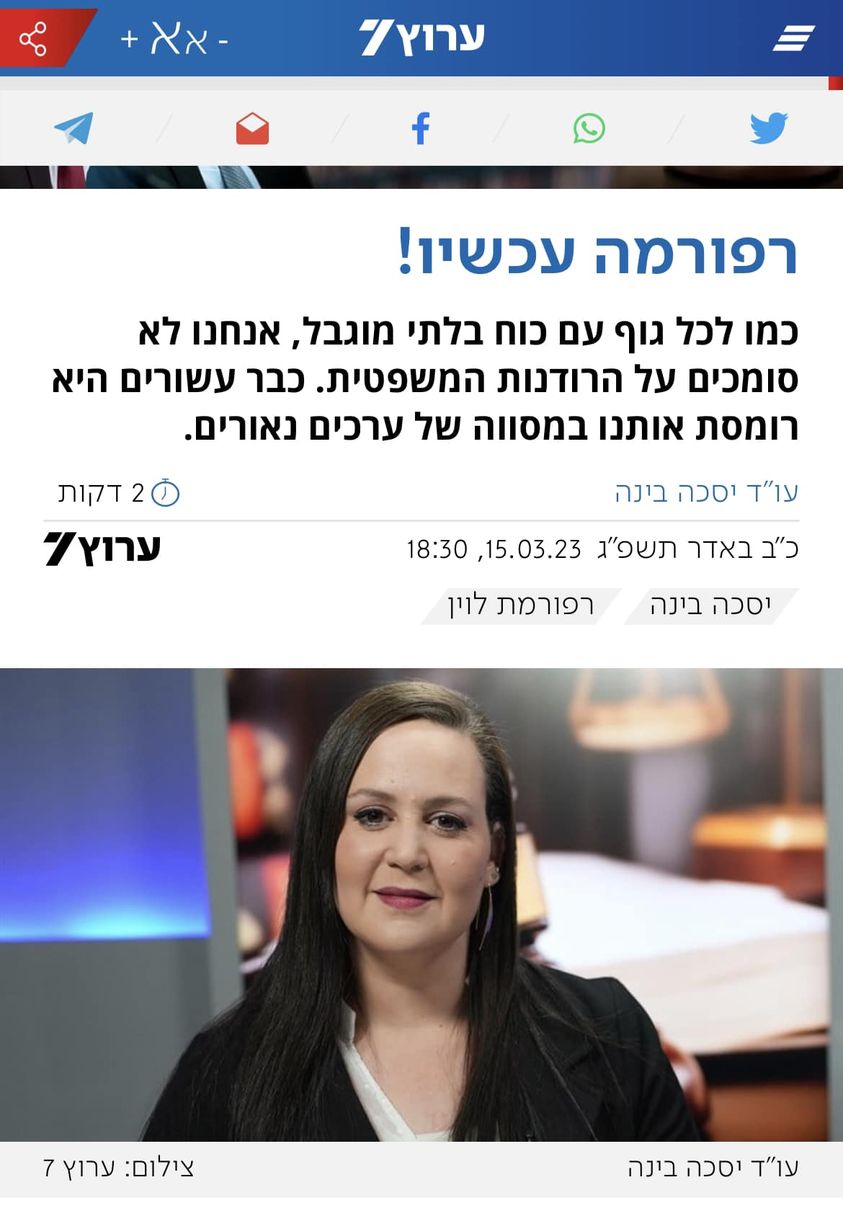 - א א +
ערוץ 7
רפורמה עכשיו!
כמו לכל גוף עם כוח בלתי מוגבל, אנחנו לא
סומכים על הרודנות המשפטית. כבר עשורים היא
רומסת אותנו במסווה של ערכים נאורים.
עו"ד יסכה בינה
2 דקות
כ"ב באדר תשפ"ג 15.03.23, 18:30
ערוץ 7
יסכה בינה
רפורמת לוין
עו"ד יסכה בינה
צילום: ערוץ 7